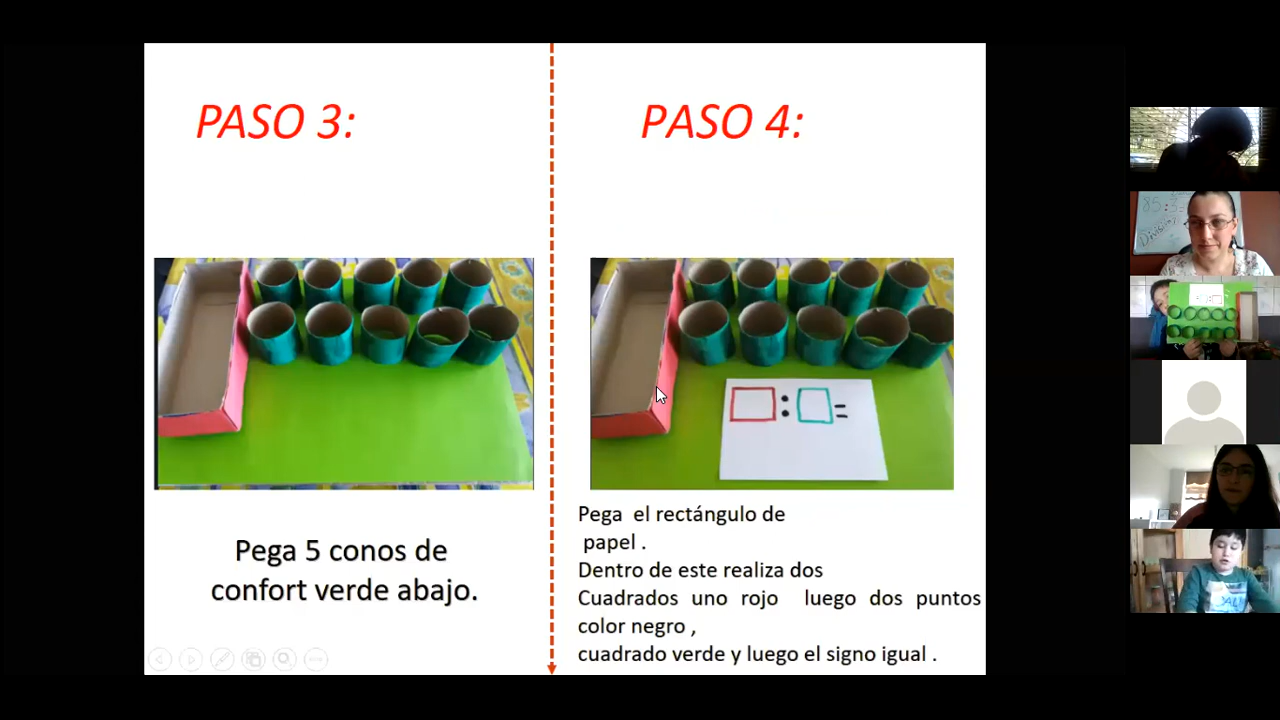 PASO 3:
Pega 5 conos de
confort verde abajo.
PASO 4:
: =
Pega el rectángulo de
papel .
Dentro de este realiza dos
Cuadrados uno rojo luego dos puntos
color negro ,
cuadrado verde y luego el signo igual .
División